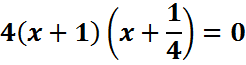 4(x + 1)(x + 1/4) = 0